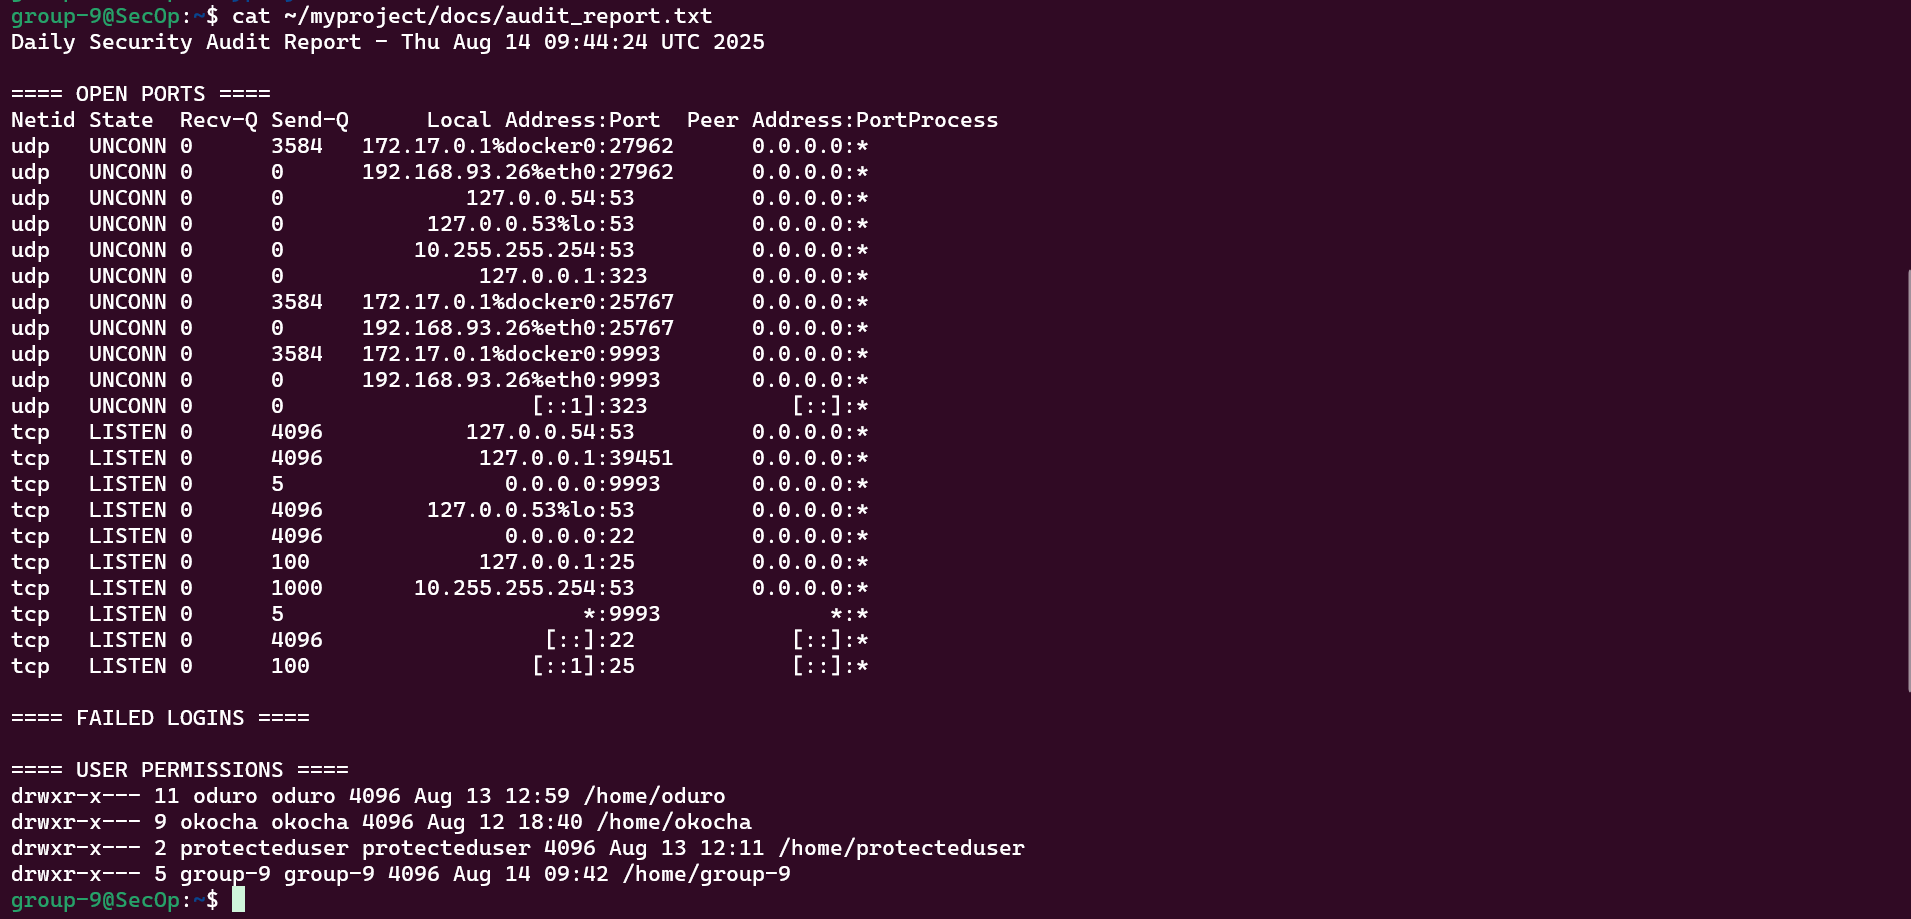 group-9@SecOp:~$ cat ~/myproject/docs/audit_report.txt
Daily Security Audit Report - Thu Aug 14 09:44:24 UTC 2025

==== OPEN PORTS ====
Netid State  Recv-Q Send-Q      Local Address:Port  Peer Address:PortProcess
udp   UNCONN 0      3584   172.17.0.1%docker0:27962      0.0.0.0:*
udp   UNCONN 0      0      192.168.93.26%eth0:27962      0.0.0.0:*
udp   UNCONN 0      0              127.0.0.54:53         0.0.0.0:*
udp   UNCONN 0      0           127.0.0.53%lo:53         0.0.0.0:*
udp   UNCONN 0      0          10.255.255.254:53         0.0.0.0:*
udp   UNCONN 0      0               127.0.0.1:323        0.0.0.0:*
udp   UNCONN 0      3584   172.17.0.1%docker0:25767      0.0.0.0:*
udp   UNCONN 0      0      192.168.93.26%eth0:25767      0.0.0.0:*
udp   UNCONN 0      3584   172.17.0.1%docker0:9993       0.0.0.0:*
udp   UNCONN 0      0      192.168.93.26%eth0:9993       0.0.0.0:*
udp   UNCONN 0      0                   [::1]:323           [::]:*
tcp   LISTEN 0      4096           127.0.0.54:53         0.0.0.0:*
tcp   LISTEN 0      4096            127.0.0.1:39451      0.0.0.0:*
tcp   LISTEN 0      5                 0.0.0.0:9993       0.0.0.0:*
tcp   LISTEN 0      4096        127.0.0.53%lo:53         0.0.0.0:*
tcp   LISTEN 0      4096              0.0.0.0:22         0.0.0.0:*
tcp   LISTEN 0      100             127.0.0.1:25         0.0.0.0:*
tcp   LISTEN 0      1000       10.255.255.254:53         0.0.0.0:*
tcp   LISTEN 0      5                       *:9993             *:*
tcp   LISTEN 0      4096                 [::]:22            [::]:*
tcp   LISTEN 0      100                 [::1]:25            [::]:*

==== FAILED LOGINS ====

==== USER PERMISSIONS ====
drwxr-x--- 11 oduro oduro 4096 Aug 13 12:59 /home/oduro
drwxr-x--- 9 okocha okocha 4096 Aug 12 18:40 /home/okocha
drwxr-x--- 2 protecteduser protecteduser 4096 Aug 13 12:11 /home/protecteduser
drwxr-x--- 5 group-9 group-9 4096 Aug 14 09:42 /home/group-9
group-9@SecOp:~$